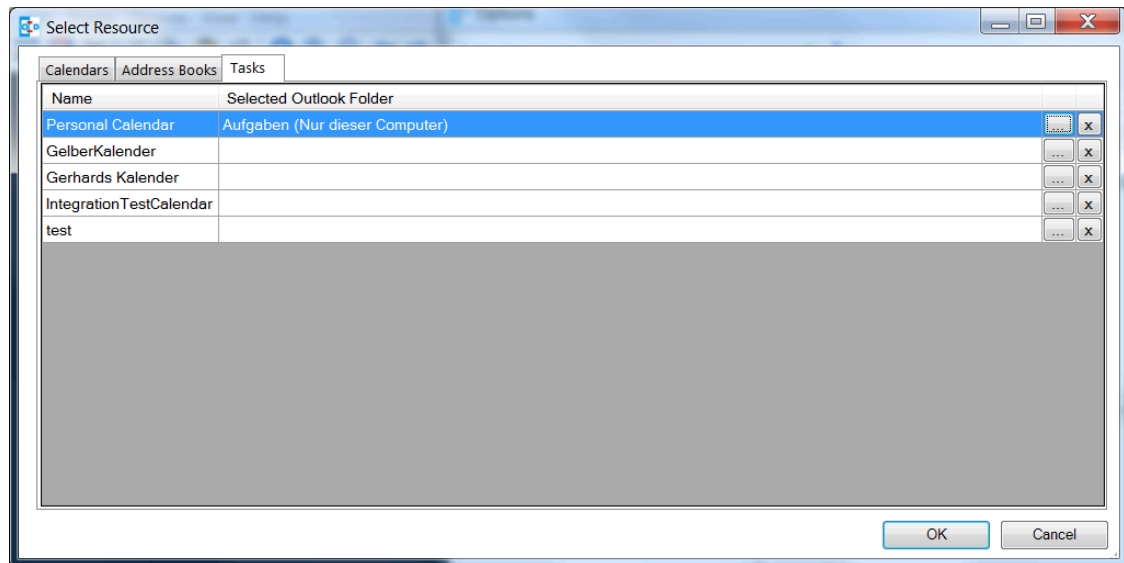 Select Resource
Calendars Address Books Tasks
Name Selected Outlook Folder
Personal Calendar Aufgaben (Nur dieser Computer) ... x
GelberKalender ... x
Gerhards Kalender ... x
IntegrationTestCalendar ... x
test ... x
OK Cancel